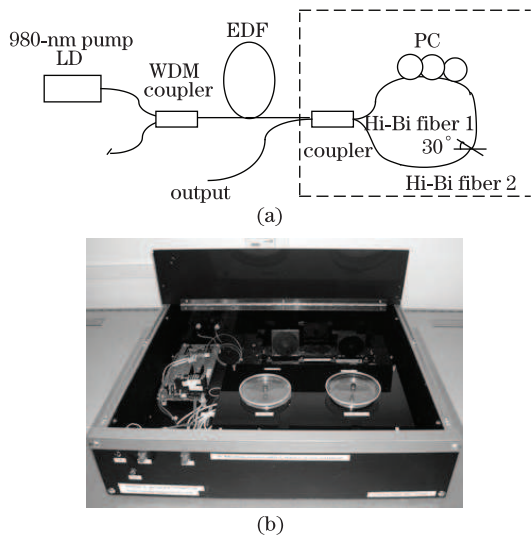 (a)
980-nm pump
LD
WDM
coupler
EDF
output
coupler
PC
Hi-Bi fiber 1
30°
Hi-Bi fiber 2
(b)